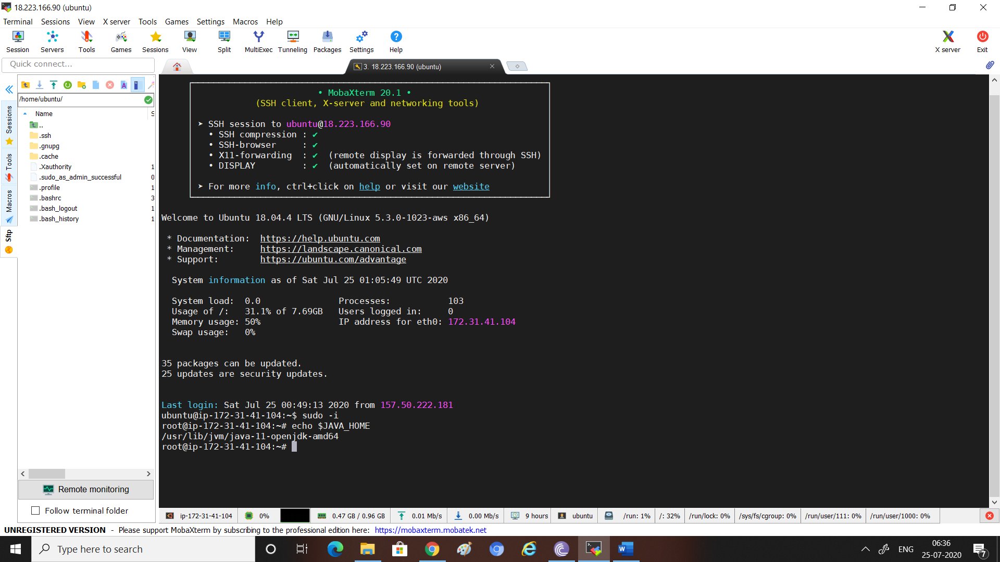 18.223.166.90 (ubuntu)
Terminal Sessions View X server Tools Games Settings Macros Help
Session Servers Tools Games Sessions View Split MultiExec Tunneling Packages Settings Help X server Exit
Quick connect...
3. 18.223.166.90 (ubuntu)
/home/ubuntu/
Name S
..
.ssh
.gnupg
.cache
.Xauthority 1
.sudo_as_admin_successful 0
.profile 1
.bashrc 3
.bash_logout 1
.bash_history 1
Sessions
Tools
Macros
Sftp
Remote monitoring
Follow terminal folder
• MobaXterm 20.1 •
(SSH client, X-server and networking tools)
➤ SSH session to ubuntu@18.223.166.90
• SSH compression : ✔
• SSH-browser : ✔
• X11-forwarding : ✔ (remote display is forwarded through SSH)
• DISPLAY : ✔ (automatically set on remote server)
➤ For more info, ctrl+click on help or visit our website
Welcome to Ubuntu 18.04.4 LTS (GNU/Linux 5.3.0-1023-aws x86_64)
* Documentation: https://help.ubuntu.com
* Management: https://landscape.canonical.com
* Support: https://ubuntu.com/advantage
System information as of Sat Jul 25 01:05:49 UTC 2020
System load: 0.0 Processes: 103
Usage of /: 31.1% of 7.69GB Users logged in: 0
Memory usage: 50% IP address for eth0: 172.31.41.104
Swap usage: 0%
35 packages can be updated.
25 updates are security updates.
Last login: Sat Jul 25 00:49:13 2020 from 157.50.222.181
ubuntu@ip-172-31-41-104:~$ sudo -i
root@ip-172-31-41-104:~# echo $JAVA_HOME
/usr/lib/jvm/java-11-openjdk-amd64
root@ip-172-31-41-104:~#
ip-172-31-41-104 0% 0.47 GB / 0.96 GB 0.01 Mb/s 0.00 Mb/s 9 hours ubuntu /run: 1% /: 32% /run/lock: 0% /sys/fs/cgroup: 0% /run/user/111: 0% /run/user/1000: 0%
UNREGISTERED VERSION - Please support MobaXterm by subscribing to the professional edition here: https://mobaxterm.mobatek.net
Type here to search
ENG
06:36
25-07-2020
7